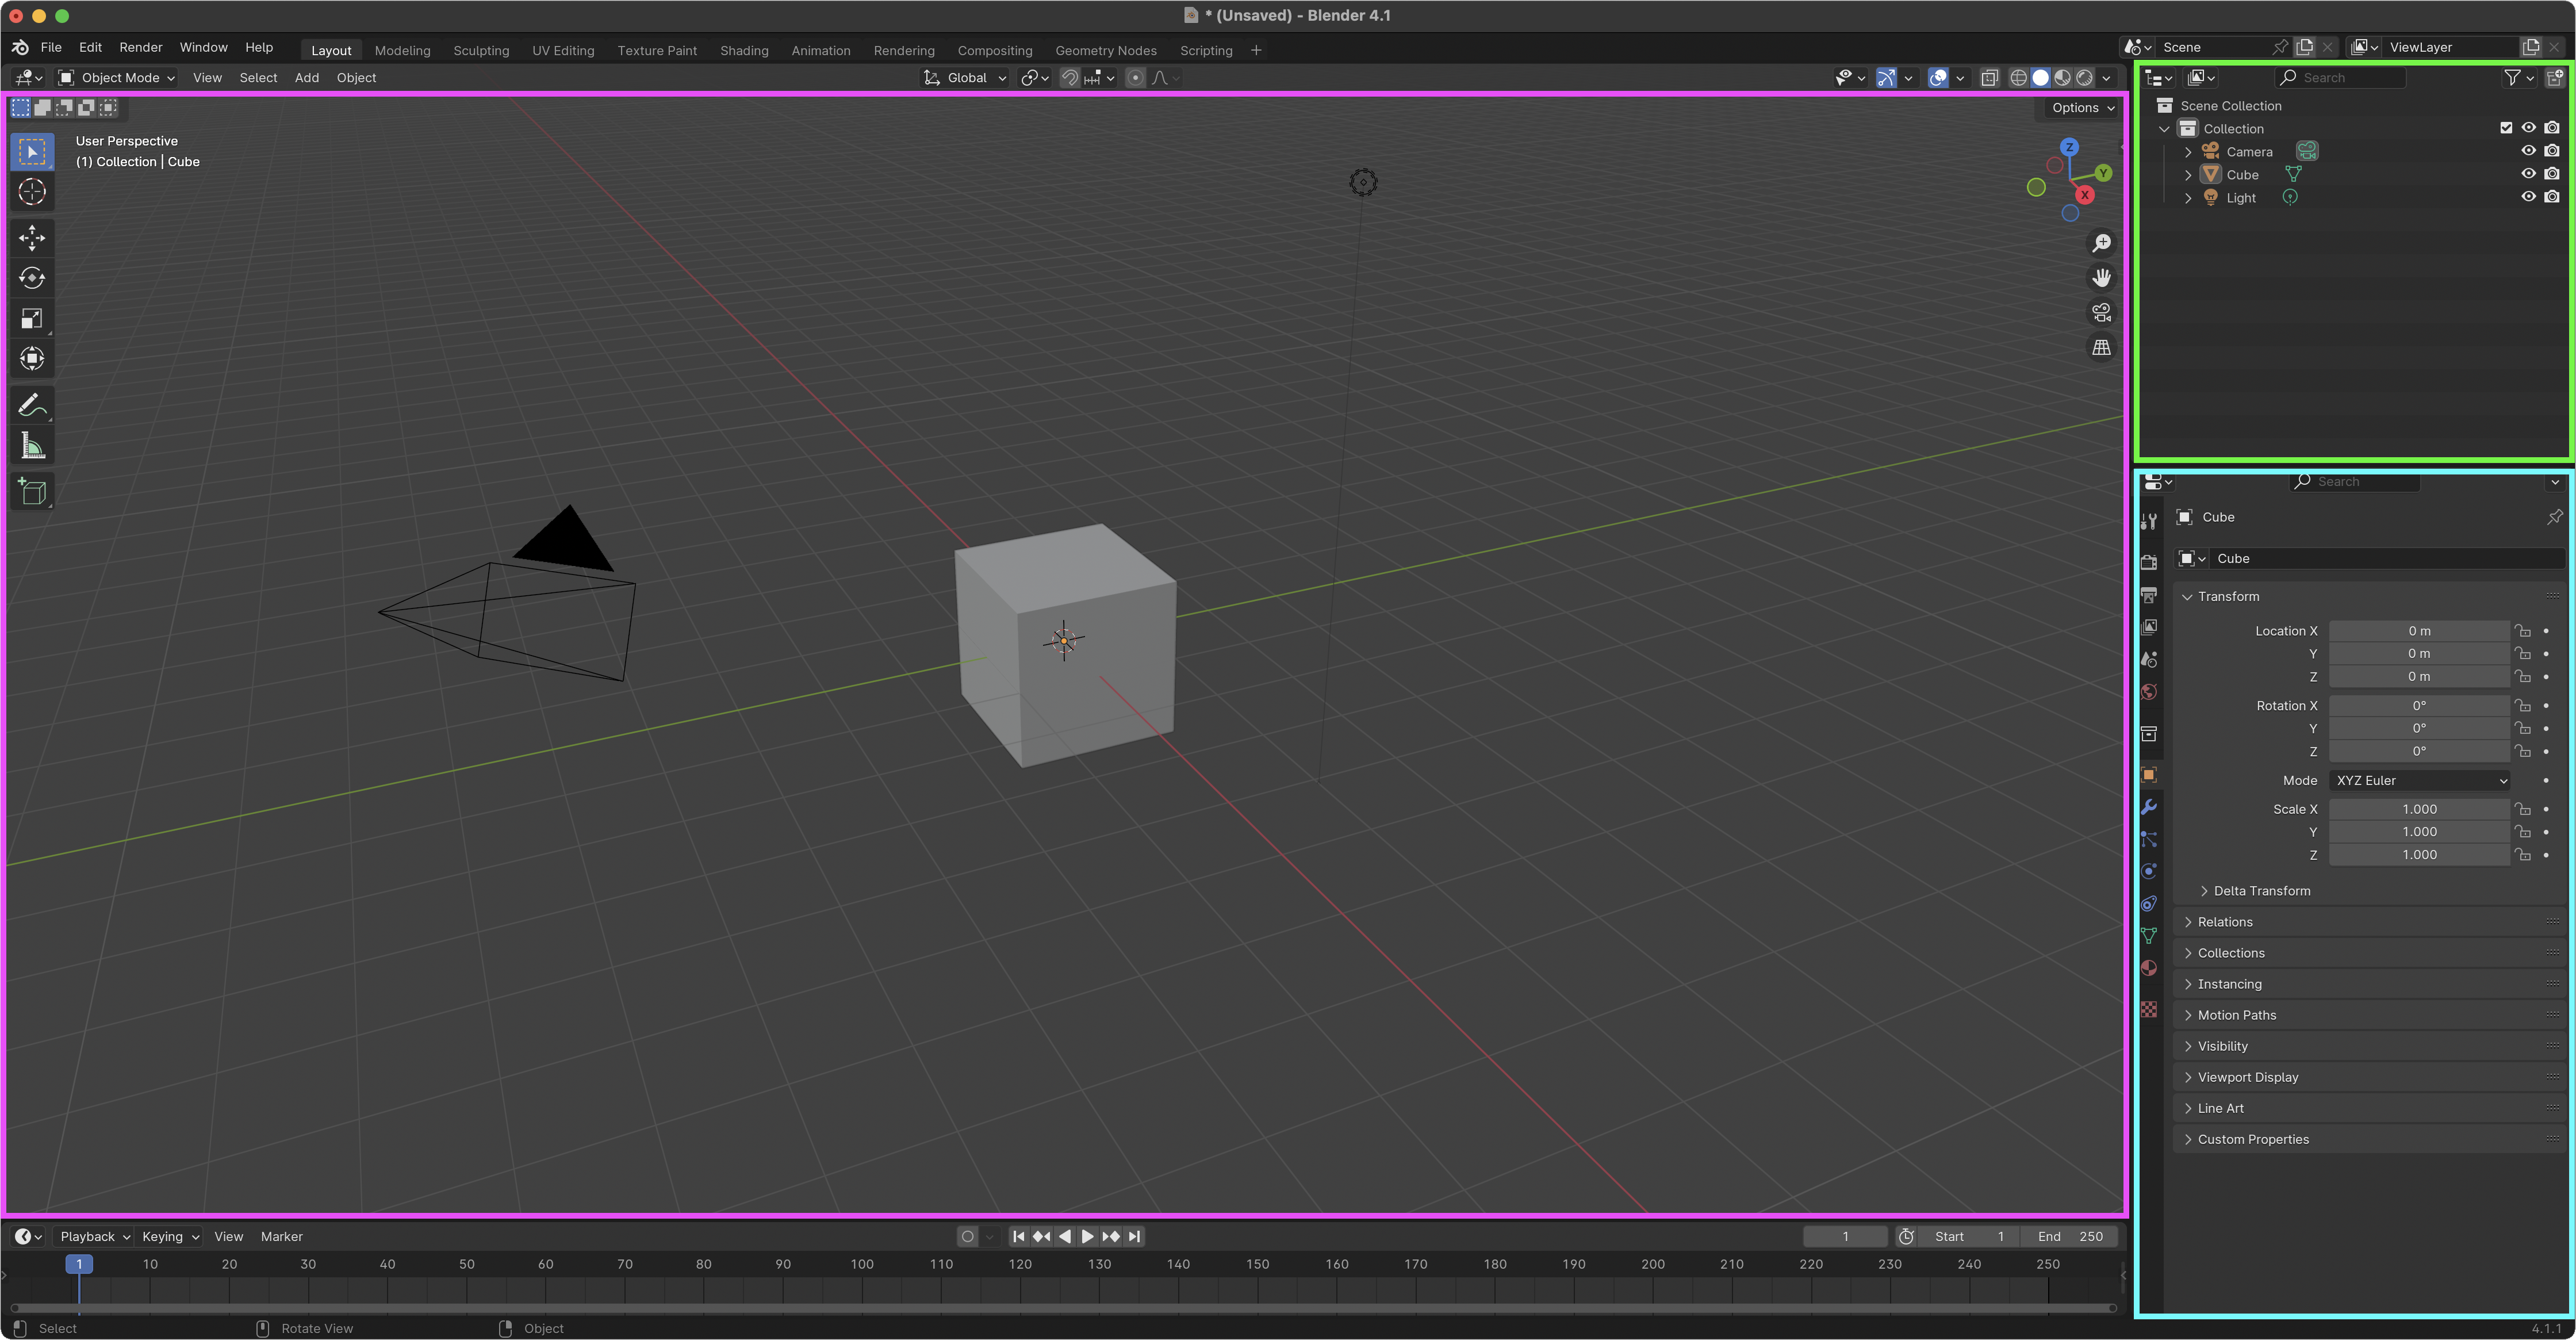 * (Unsaved) - Blender 4.1
File Edit Render Window Help Layout Modeling Sculpting UV Editing Texture Paint Shading Animation Rendering Compositing Geometry Nodes Scripting + Scene ViewLayer
Object Mode View Select Add Object Global
Search
Options
User Perspective
(1) Collection | Cube
Z
Y
X
Scene Collection
Collection
Camera
Cube
Light
Search
Cube
Cube
Transform
Location X 0 m
Y 0 m
Z 0 m
Rotation X 0°
Y 0°
Z 0°
Mode XYZ Euler
Scale X 1.000
Y 1.000
Z 1.000
Delta Transform
Relations
Collections
Instancing
Motion Paths
Visibility
Viewport Display
Line Art
Custom Properties
Playback Keying View Marker 1 Start 1 End 250
1 10 20 30 40 50 60 70 80 90 100 110 120 130 140 150 160 170 180 190 200 210 220 230 240 250
Select Rotate View Object 4.1.1